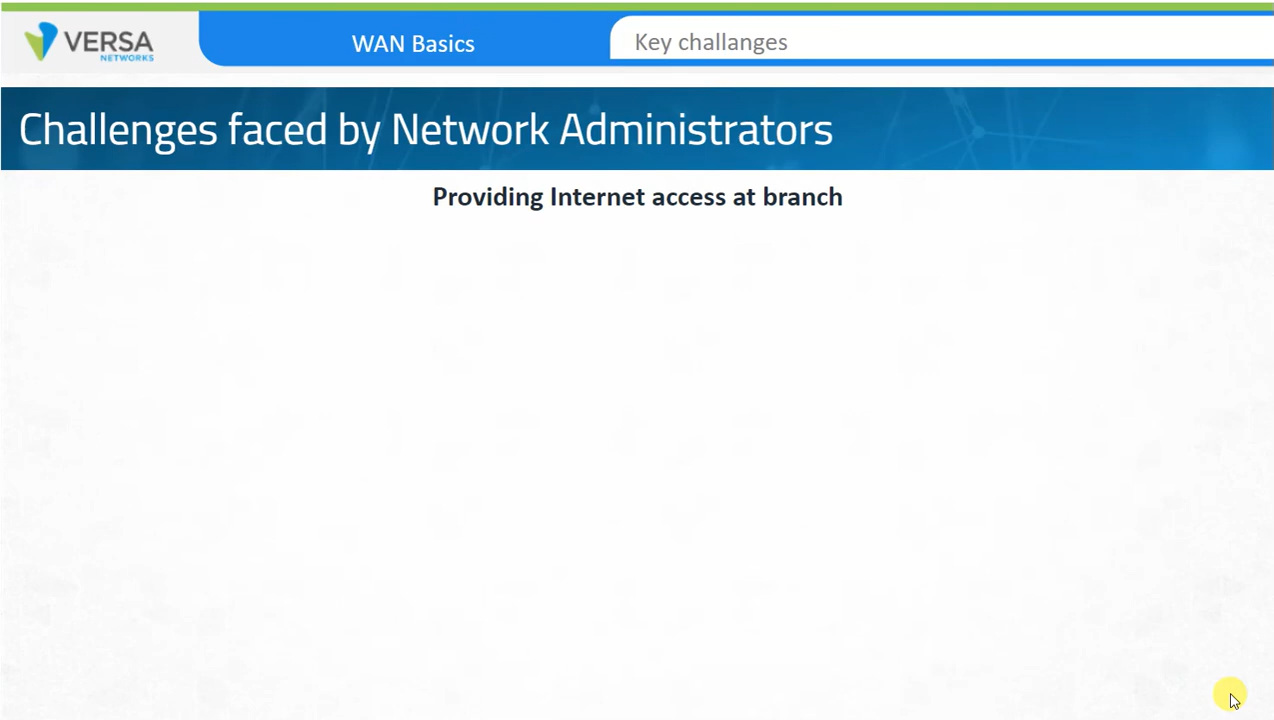 VERSA
NETWORKS
WAN Basics
Key challanges
Challenges faced by Network Administrators
Providing Internet access at branch